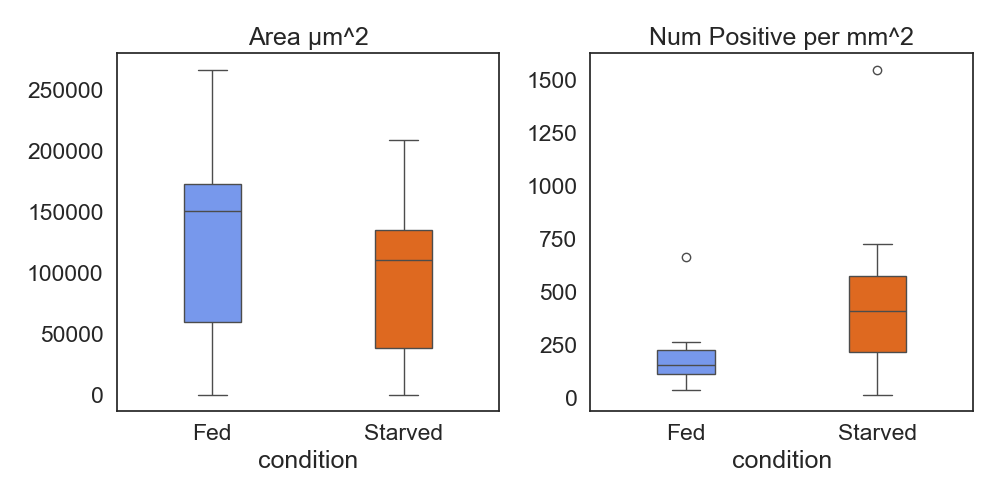 Area µm^2
250000
200000
150000
100000
50000
0
Fed
Starved
condition
Num Positive per mm^2
1500
1250
1000
750
500
250
0
Fed
Starved
condition